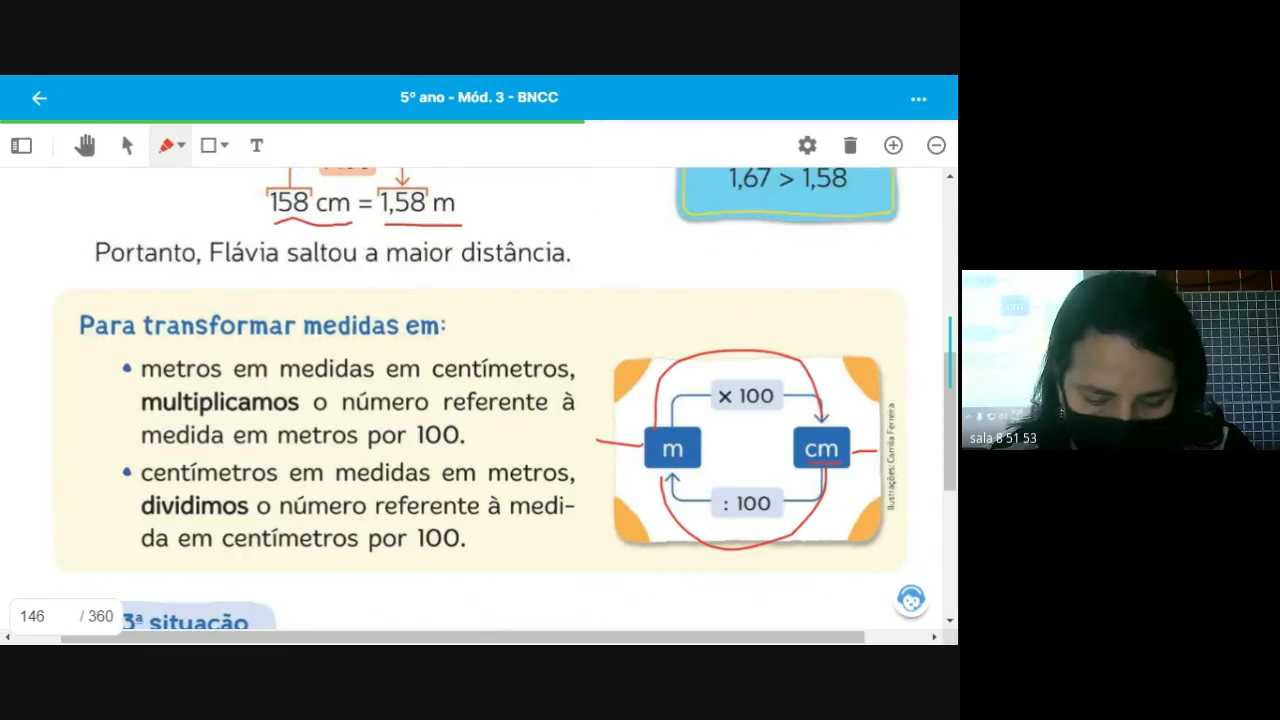 5º ano - Mód. 3 - BNCC
T
158 cm = 1,58 m
1,67 > 1,58
Portanto, Flávia saltou a maior distância.
Para transformar medidas em:
• metros em medidas em centímetros,
multiplicamos o número referente à
medida em metros por 100.
• centímetros em medidas em metros,
dividimos o número referente à medi-
da em centímetros por 100.
× 100
m
cm
: 100
Ilustrações: Camila Ferreira
146 / 360
3ª situação
cm
sala 8 51 53